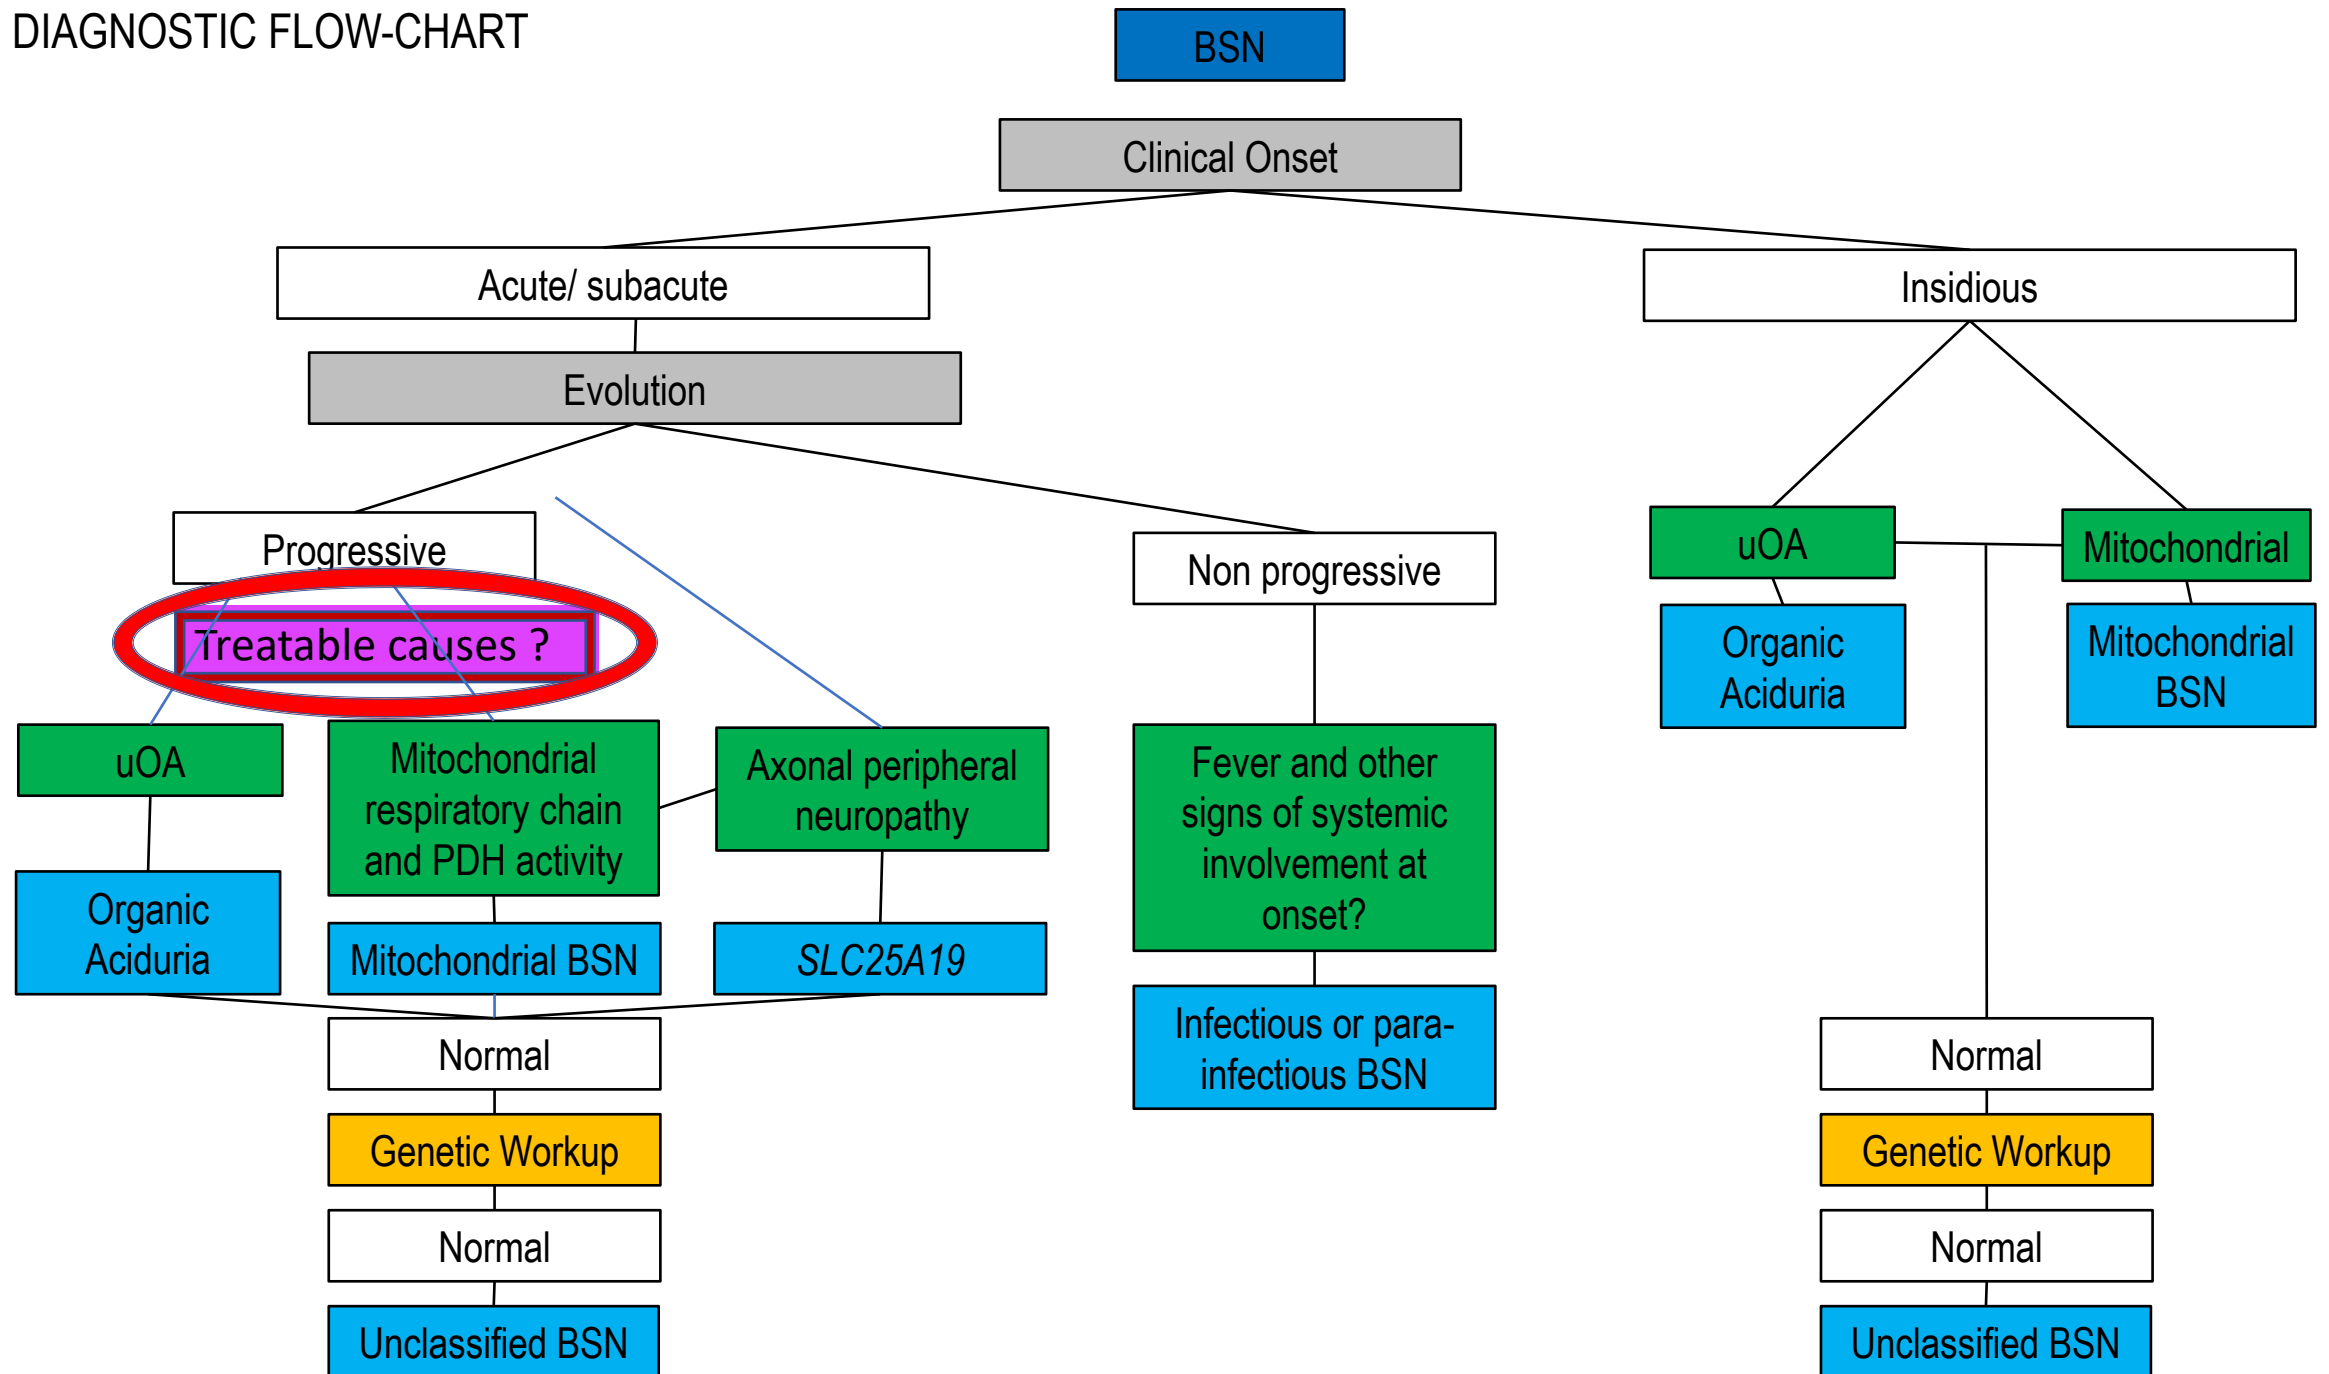 DIAGNOSTIC FLOW-CHART
BSN
Clinical Onset
Acute/ subacute
Insidious
Evolution
Progressive
Non progressive
uOA
Mitochondrial
Treatable causes ?
Organic
Aciduria
Mitochondrial
BSN
uOA
Mitochondrial
respiratory chain
and PDH activity
Axonal peripheral
neuropathy
Fever and other
signs of systemic
involvement at
onset?
Organic
Aciduria
Mitochondrial BSN
SLC25A19
Infectious or para-
infectious BSN
Normal
Normal
Genetic Workup
Genetic Workup
Normal
Normal
Unclassified BSN
Unclassified BSN